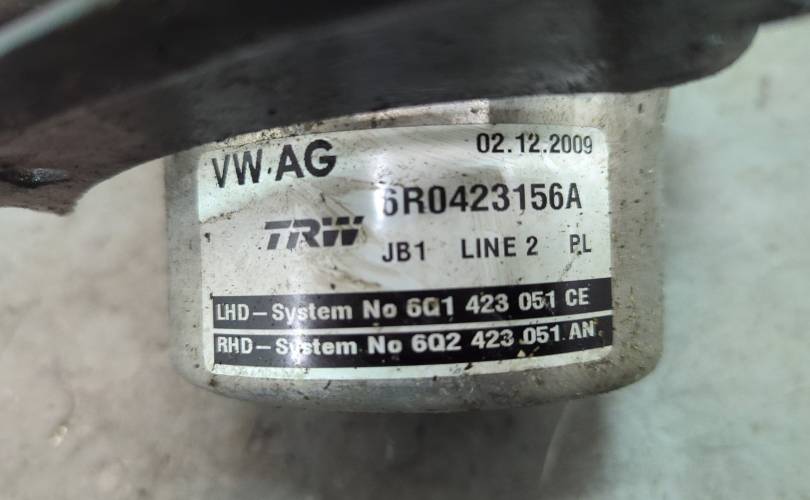 VW AG 02.12.2009
6R0423156A
TRW
JB1 LINE 2 PL
LHD-System No 6Q1 423 051 CE
RHD-System No 6Q2 423 051 AN